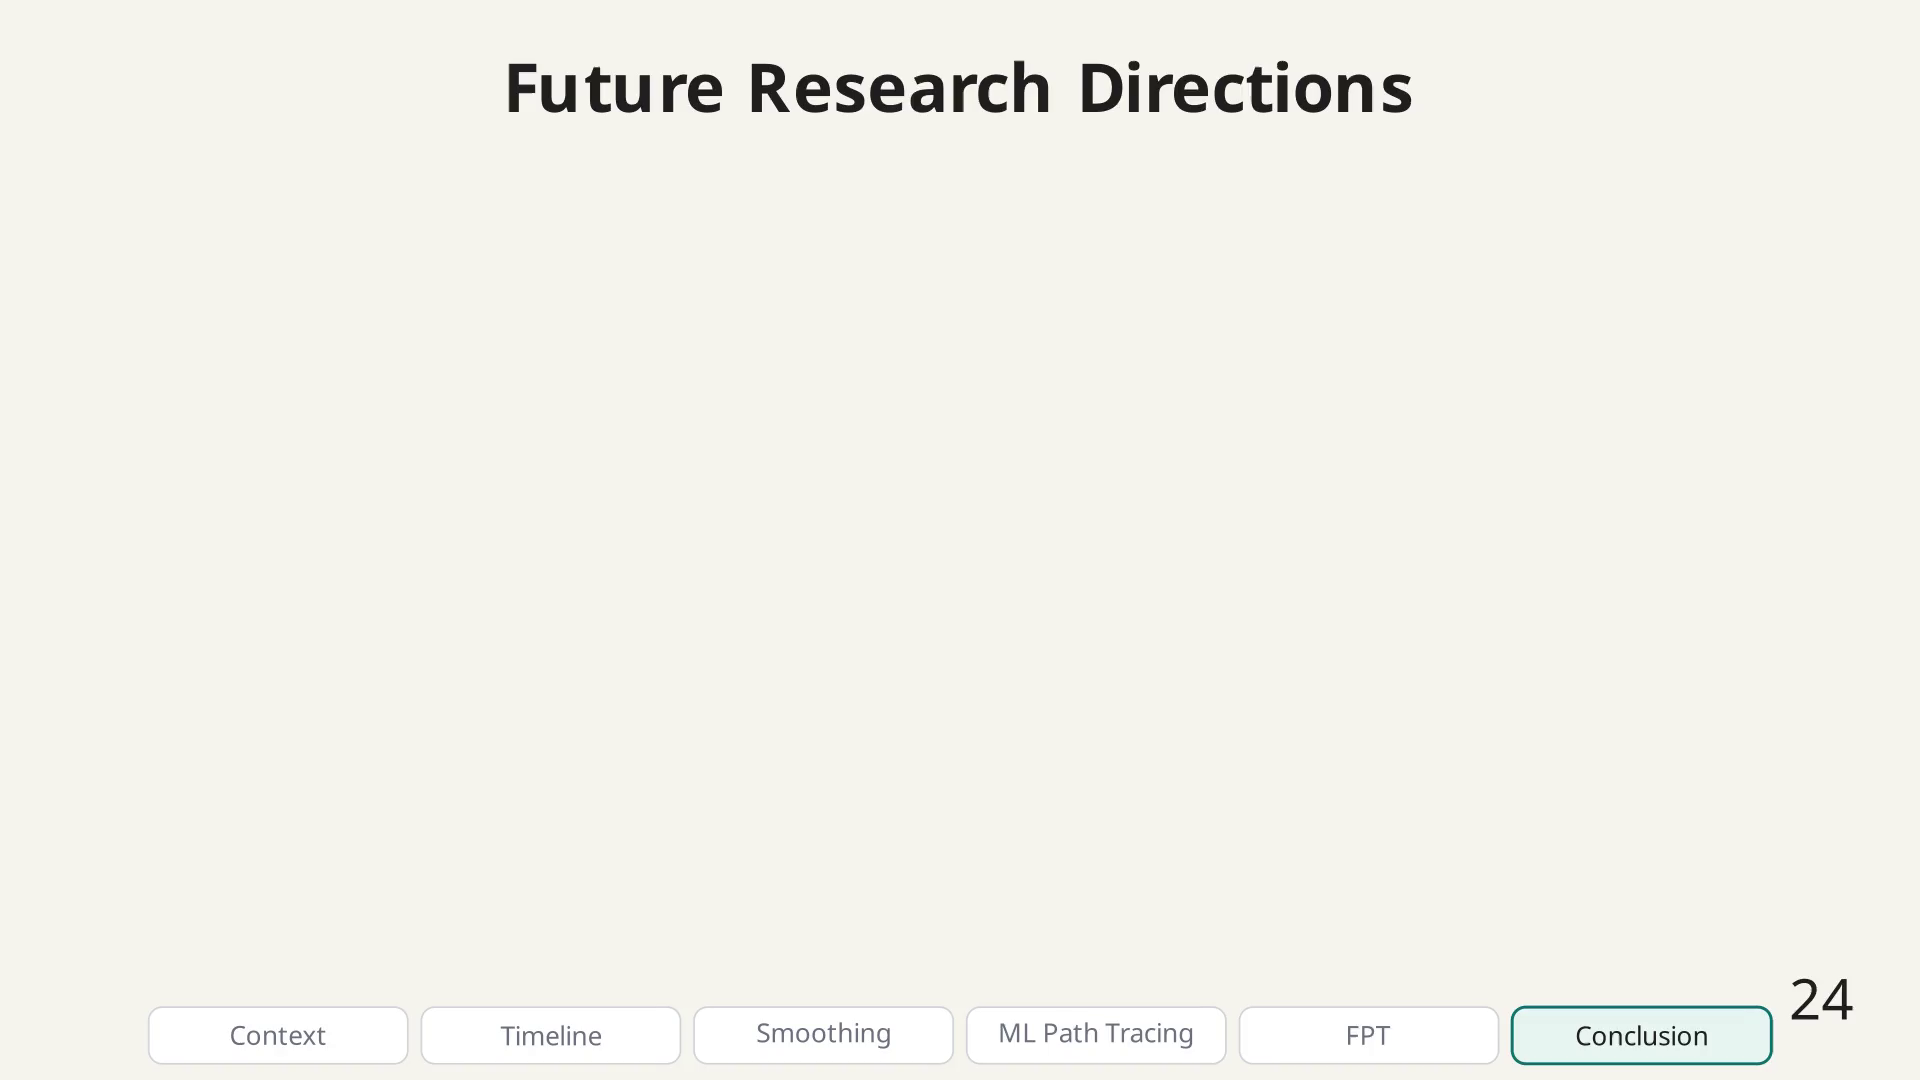 Future Research Directions
Context
Timeline
Smoothing
ML Path Tracing
FPT
Conclusion
24